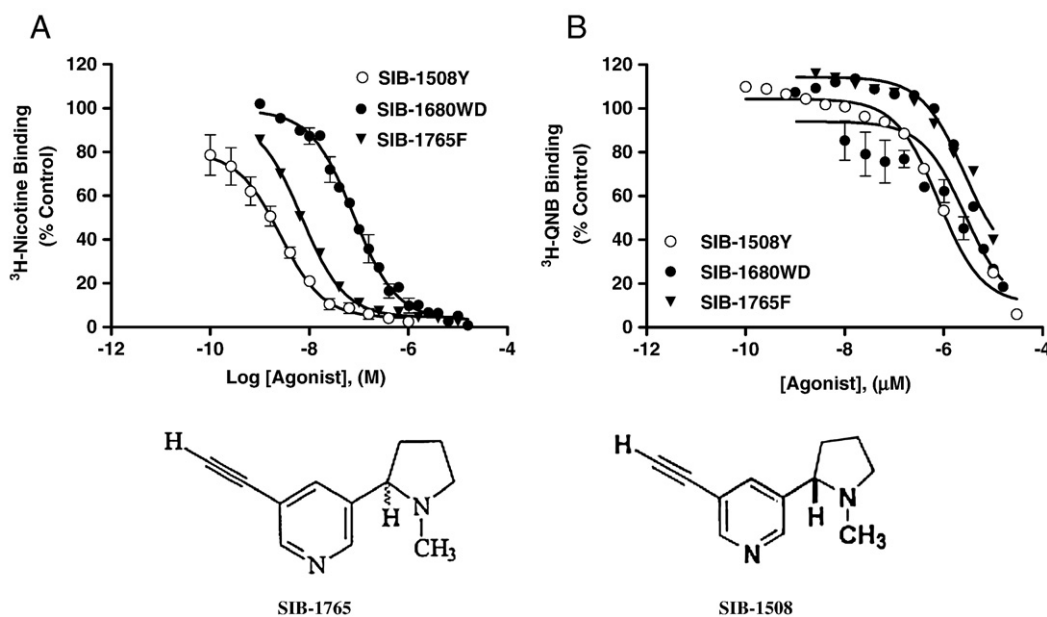 A
120
100
80
60
40
20
0
³H-Nicotine Binding
(% Control)
SIB-1508Y
SIB-1680WD
SIB-1765F
-12 -10 -8 -6 -4
Log [Agonist], (M)
B
120
100
80
60
40
20
0
³H-QNB Binding
(% Control)
SIB-1508Y
SIB-1680WD
SIB-1765F
-12 -10 -8 -6 -4
[Agonist], (μM)
H
H
N
CH₃
N
SIB-1765
H
H
N
CH₃
N
SIB-1508